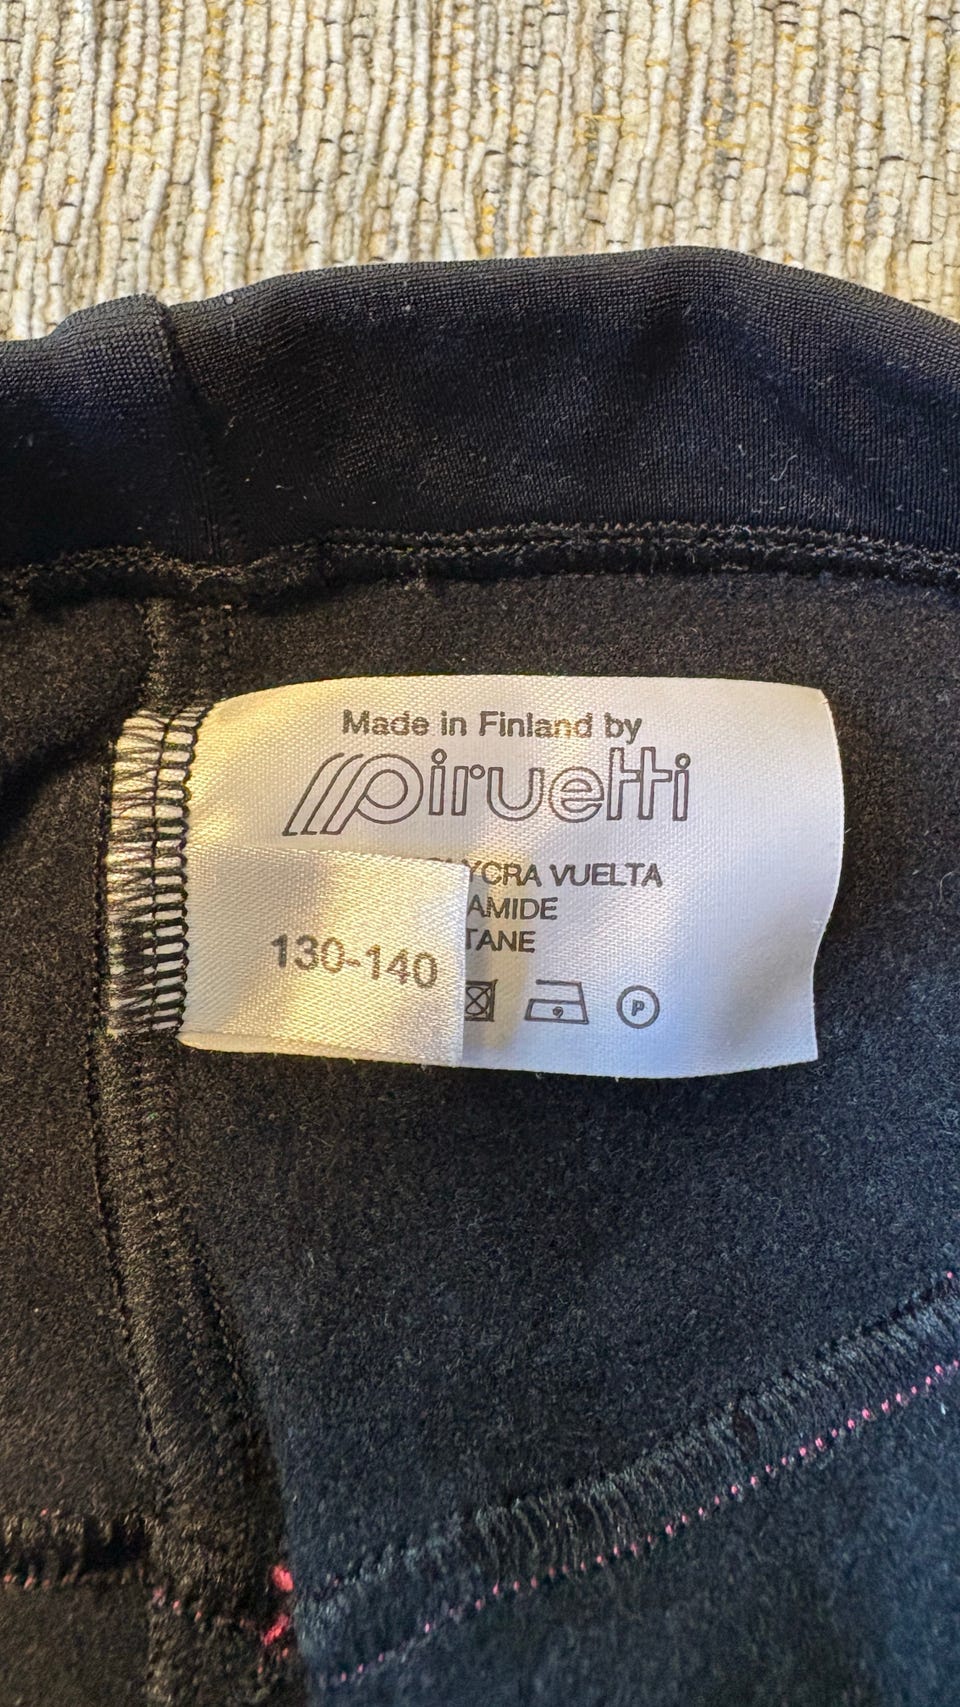 Made in Finland by
piruetti
YCRA VUELTA
AMIDE
TANE
130-140
P